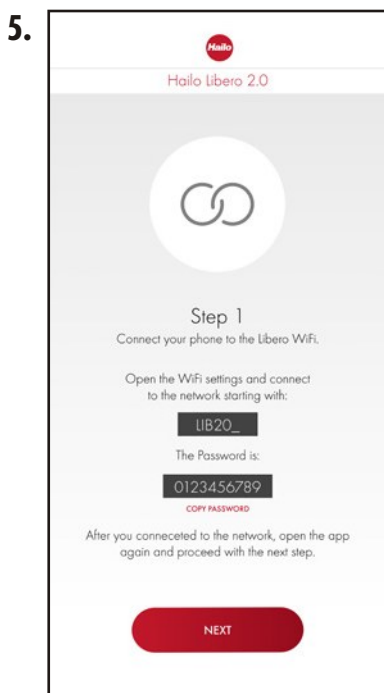 5.
Hailo
Hailo Libero 2.0
Step 1
Connect your phone to the Libero WiFi.
Open the WiFi settings and connect
to the network starting with:
LIB20_
The Password is:
0123456789
COPY PASSWORD
After you conneceted to the network, open the app
again and proceed with the next step.
NEXT